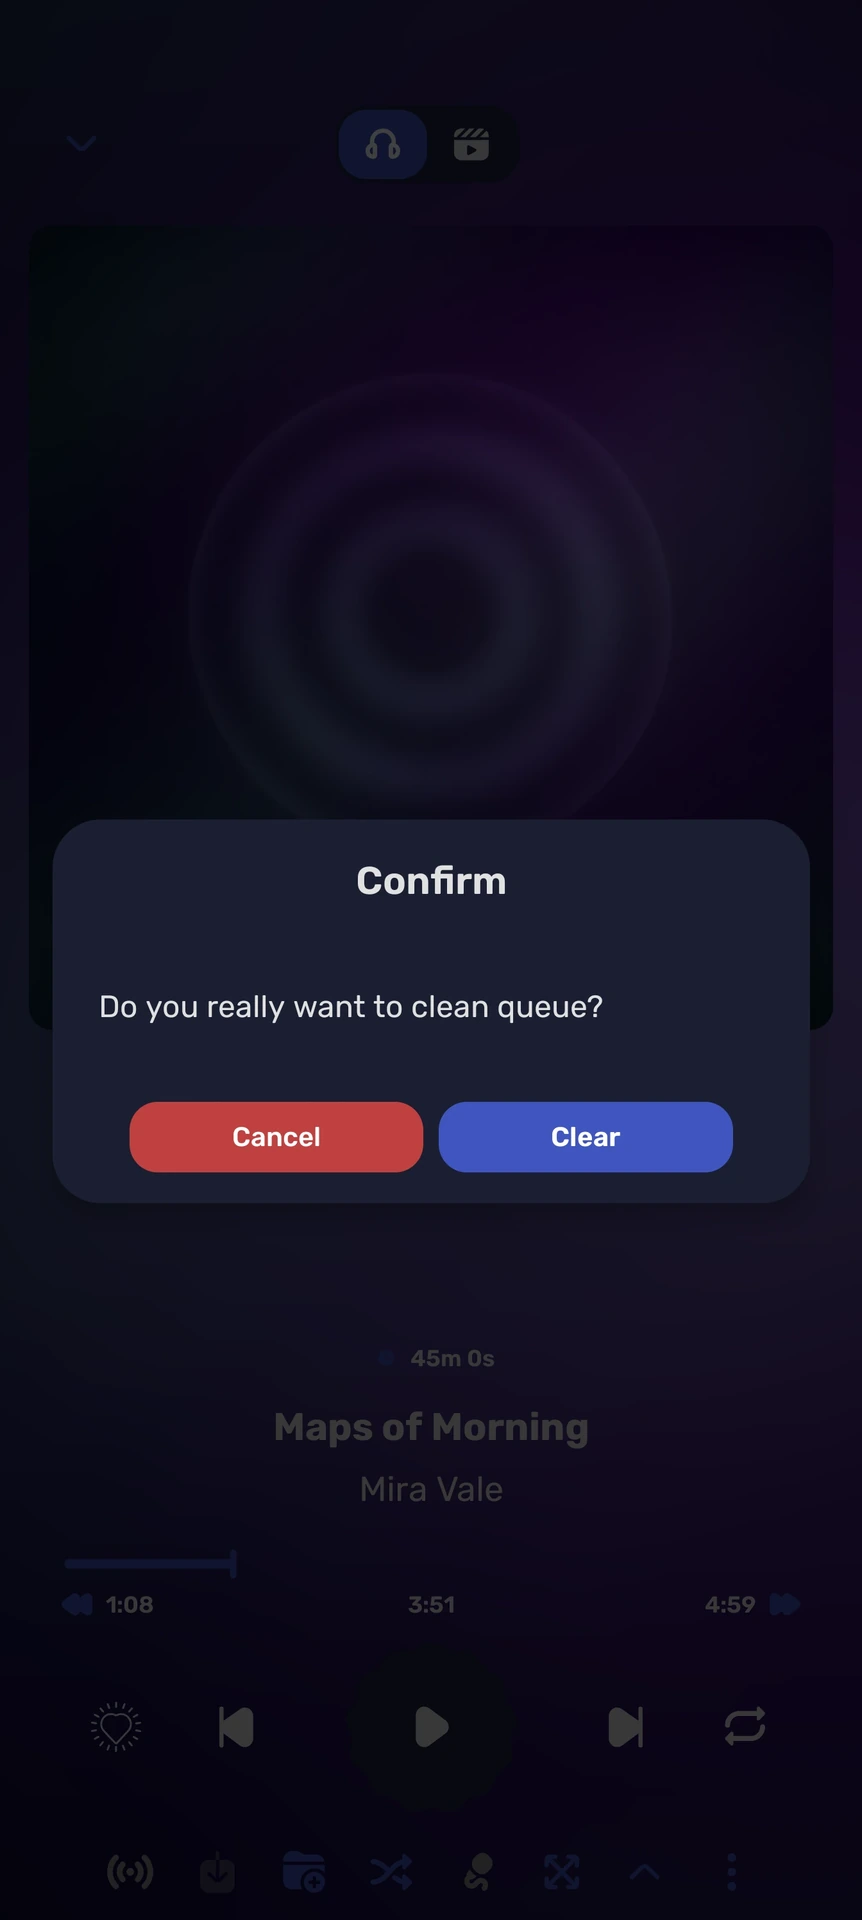 Confirm
Do you really want to clean queue?
Cancel
Clear
45m 0s
Maps of Morning
Mira Vale
1:08
3:51
4:59